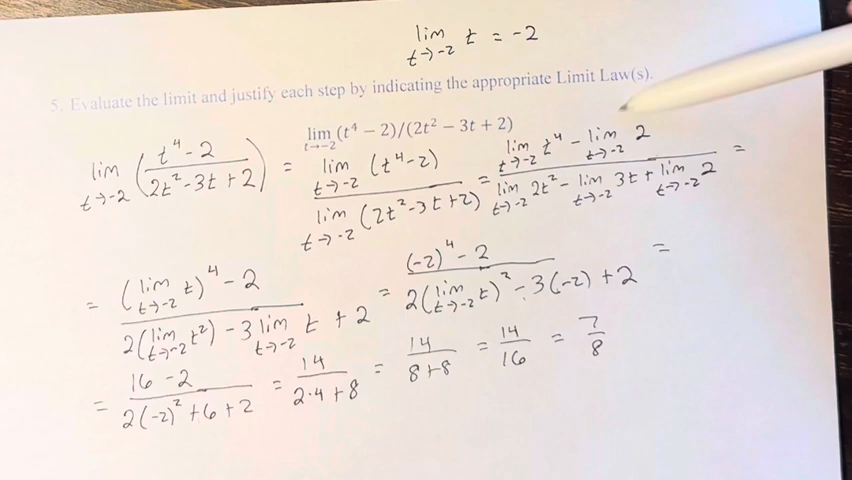 lim t→-2 t = -2
5. Evaluate the limit and justify each step by indicating the appropriate Limit Law(s).
lim t→-2 (t⁴ − 2)/(2t² − 3t + 2)
lim t→-2 ((t⁴-2)/(2t²-3t+2)) = (lim t→-2 (t⁴-2))/(lim t→-2 (2t²-3t+2)) = (lim t→-2 t⁴ - lim t→-2 2)/(lim t→-2 2t² - lim t→-2 3t + lim t→-2 2) =
= ((lim t→-2 t)⁴ - 2)/(2(lim t→-2 t²) - 3 lim t→-2 t + 2) = ((-2)⁴ - 2)/(2(lim t→-2 t)² - 3(-2) + 2) =
= (16 - 2)/(2(-2)² + 6 + 2) = 14/(2·4+8) = 14/(8+8) = 14/16 = 7/8